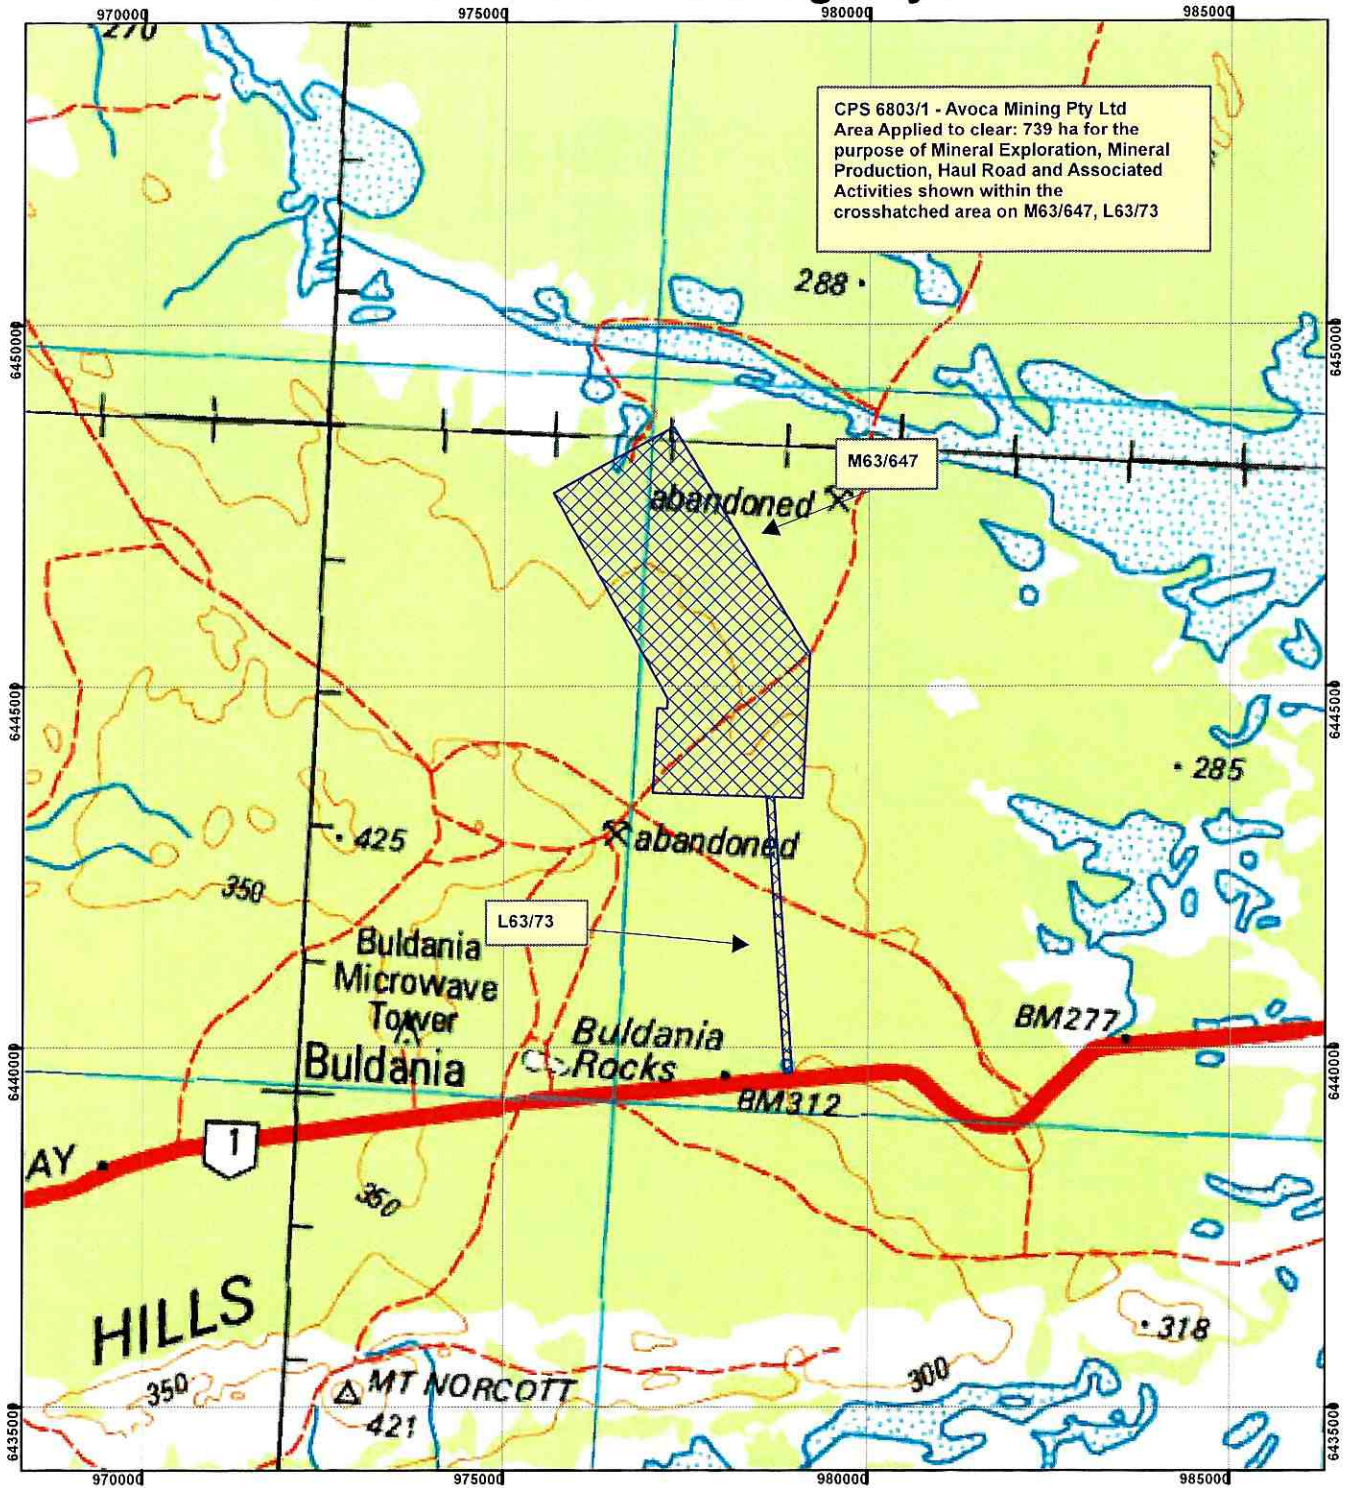 970000
975000
980000
985000
270
CPS 6803/1 - Avoca Mining Pty Ltd
Area Applied to clear: 739 ha for the
purpose of Mineral Exploration, Mineral
Production, Haul Road and Associated
Activities shown within the
crosshatched area on M63/647, L63/73
288
6450000
6450000
M63/647
abandoned
6445000
6445000
285
425
abandoned
350
L63/73
Buldania
Microwave
Tower
BM277
Buldania
Rocks
Buldania
6440000
6440000
BM312
1
AY
350
HILLS
318
350
MT NORCOTT
421
300
6435000
6435000
970000
975000
980000
985000